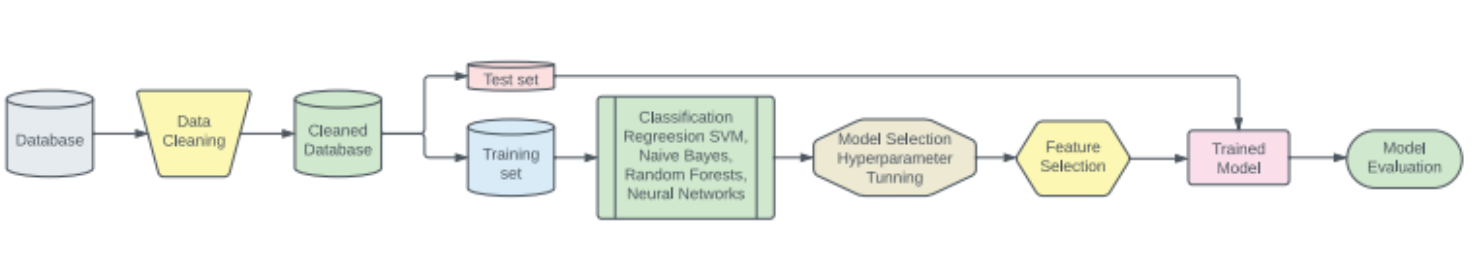 Database
Data
Cleaning
Cleaned
Database
Test set
Training
set
Classification
Regreesion SVM,
Naive Bayes,
Random Forests,
Neural Networks
Model Selection
Hyperparameter
Tunning
Feature
Selection
Trained
Model
Model
Evaluation